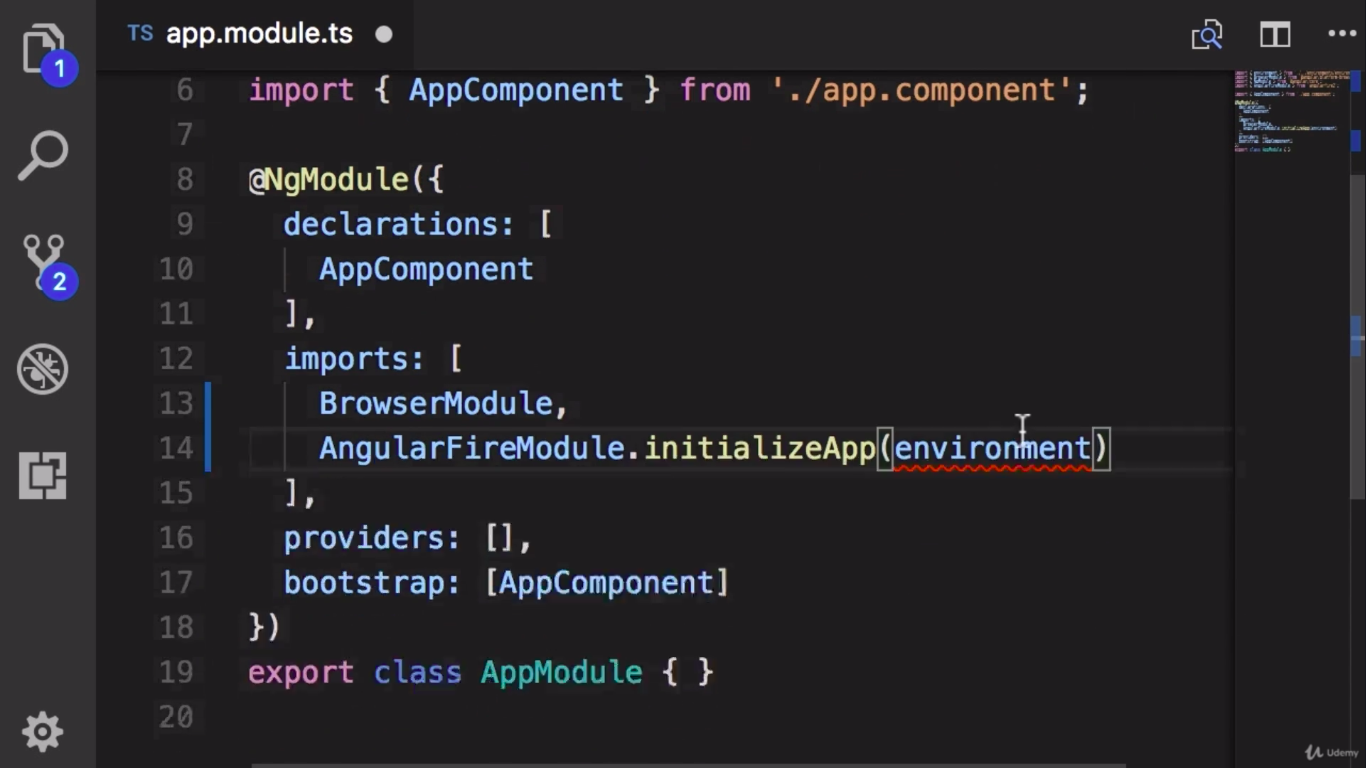 TS app.module.ts
1
2
6 import { AppComponent } from './app.component';
7
8 @NgModule({
9 declarations: [
10 AppComponent
11 ],
12 imports: [
13 BrowserModule,
14 AngularFireModule.initializeApp(environment)
15 ],
16 providers: [],
17 bootstrap: [AppComponent]
18 })
19 export class AppModule { }
20
Udemy